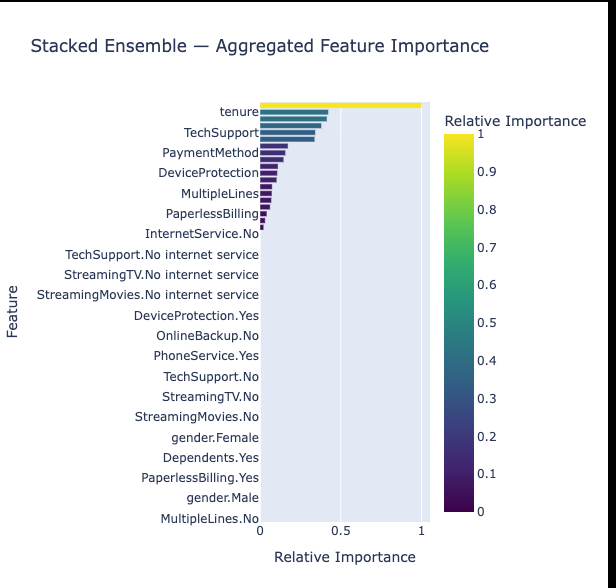 Stacked Ensemble — Aggregated Feature Importance
Relative Importance
tenure
TechSupport
PaymentMethod
DeviceProtection
MultipleLines
PaperlessBilling
InternetService.No
TechSupport.No internet service
StreamingTV.No internet service
StreamingMovies.No internet service
DeviceProtection.Yes
OnlineBackup.No
PhoneService.Yes
TechSupport.No
StreamingTV.No
StreamingMovies.No
gender.Female
Dependents.Yes
PaperlessBilling.Yes
gender.Male
MultipleLines.No
Feature
0 0.5 1
Relative Importance
1
0.9
0.8
0.7
0.6
0.5
0.4
0.3
0.2
0.1
0